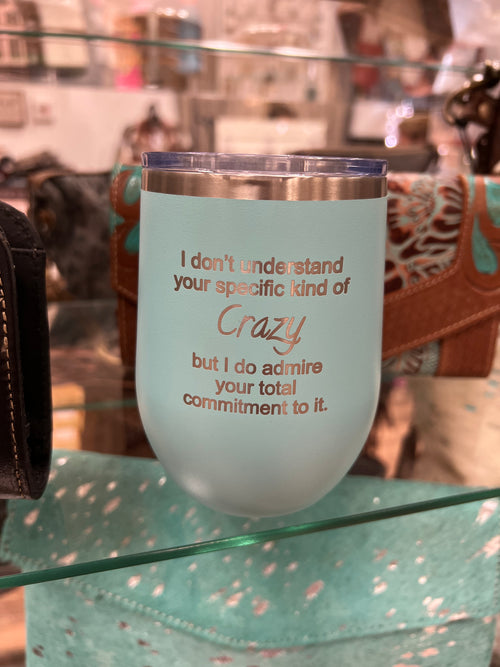 I don't understand
your specific kind of
Crazy
but I do admire
your total
commitment to it.